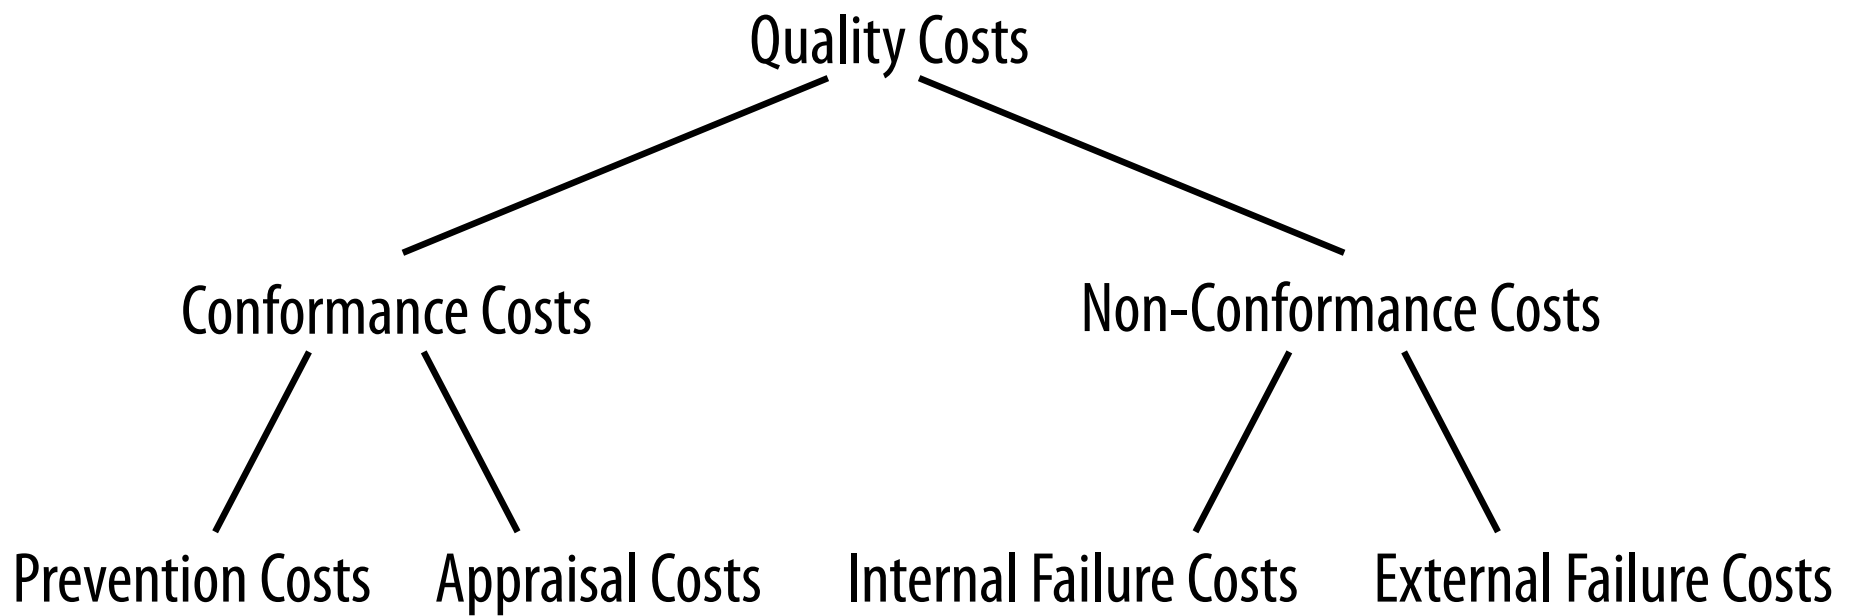 Quality Costs
Conformance Costs
Non-Conformance Costs
Prevention Costs
Appraisal Costs
Internal Failure Costs
External Failure Costs